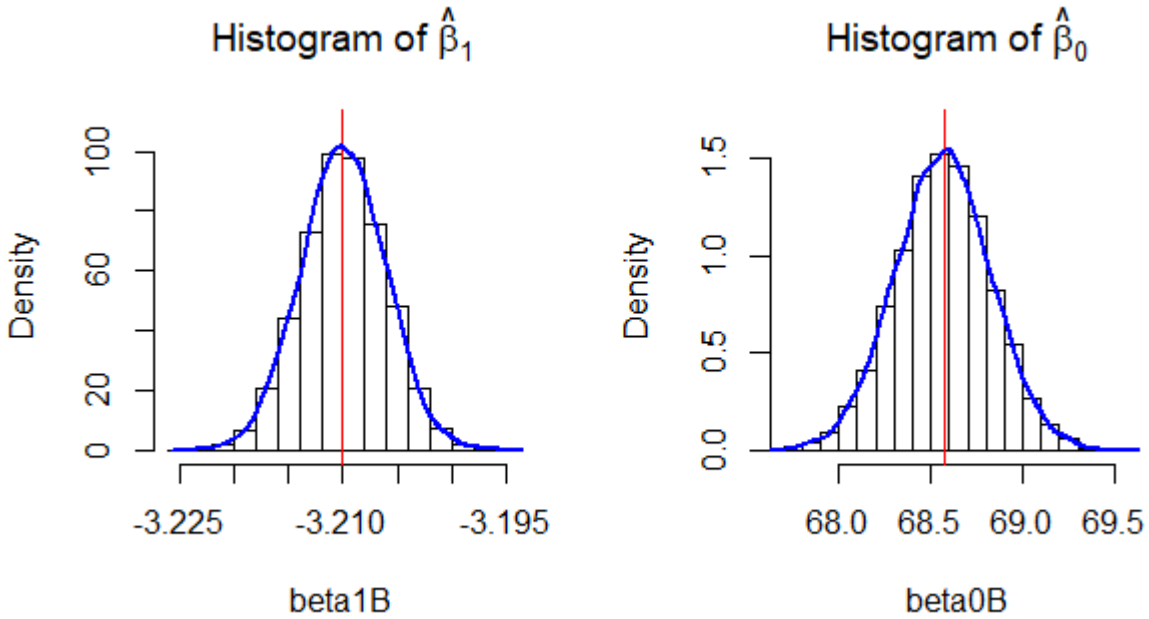 Histogram of β̂₁
Density
0 20 60 100
-3.225 -3.210 -3.195
beta1B
Histogram of β̂₀
Density
0.0 0.5 1.0 1.5
68.0 68.5 69.0 69.5
beta0B